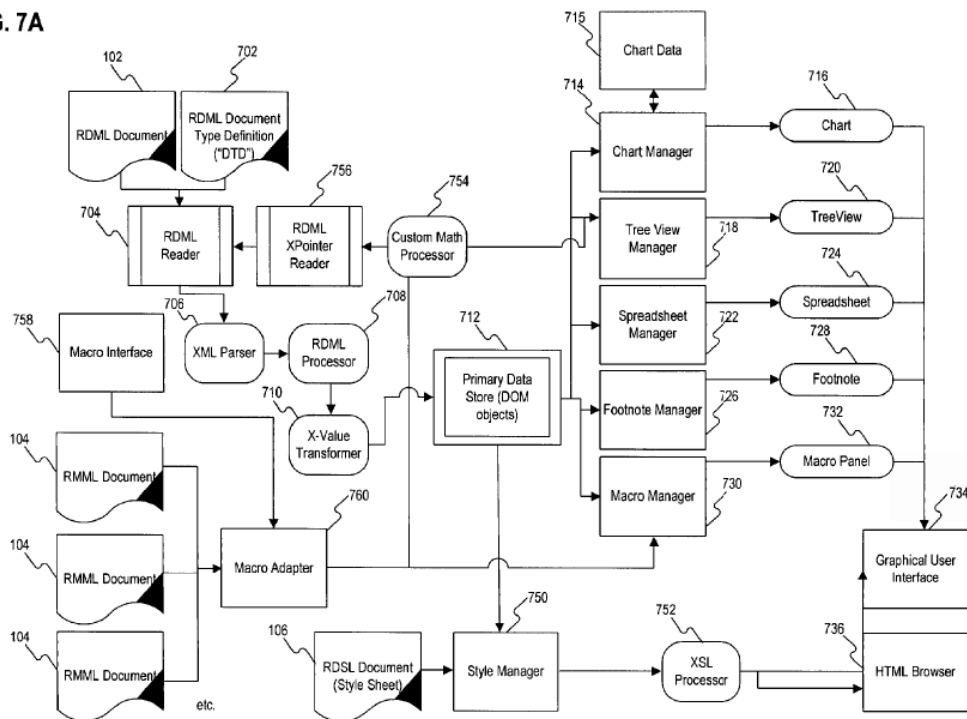 G. 7A
102
702
RDML Document
RDML Document
Type Definition
("DTD")
715
Chart Data
714
Chart Manager
716
Chart
704
RDML
Reader
756
RDML
XPointer
Reader
754
Custom Math
Processor
Tree View
Manager
718
720
TreeView
706
XML Parser
708
RDML
Processor
758
Macro Interface
712
Primary Data
Store (DOM
objects)
Spreadsheet
Manager
722
724
Spreadsheet
710
X-Value
Transformer
Footnote Manager
726
728
Footnote
104
RMML Document
760
Macro Adapter
Macro Manager
730
732
Macro Panel
104
RMML Document
734
Graphical User
Interface
104
RMML Document
etc.
106
RDSL Document
(Style Sheet)
750
Style Manager
752
XSL
Processor
736
HTML Browser